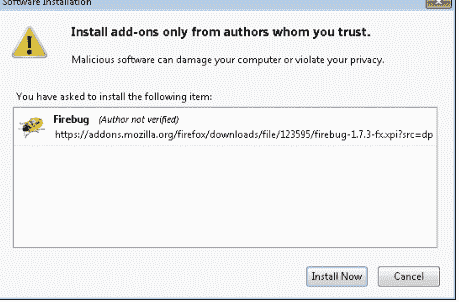 Software Installation
Install add-ons only from authors whom you trust.
Malicious software can damage your computer or violate your privacy.
You have asked to install the following item:
Firebug (Author not verified)
https://addons.mozilla.org/firefox/downloads/file/123595/firebug-1.7.3-fx.xpi?src=dp
Install Now Cancel